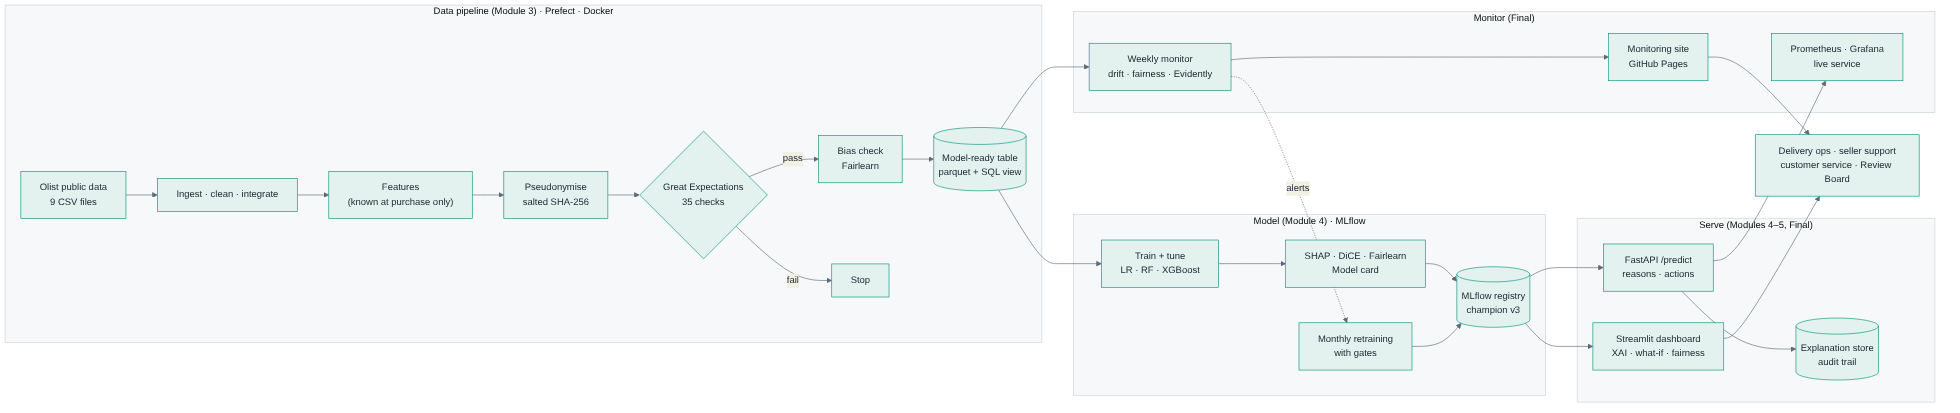 Data pipeline (Module 3) · Prefect · Docker
Olist public data
9 CSV files
Ingest · clean · integrate
Features
(known at purchase only)
Pseudonymise
salted SHA-256
Great Expectations
35 checks
pass
fail
Bias check
Fairlearn
Stop
Model-ready table
parquet + SQL view
Monitor (Final)
Weekly monitor
drift · fairness · Evidently
Monitoring site
GitHub Pages
Prometheus · Grafana
live service
alerts
Delivery ops · seller support
customer service · Review
Board
Model (Module 4) · MLflow
Train + tune
LR · RF · XGBoost
SHAP · DiCE · Fairlearn
Model card
Monthly retraining
with gates
MLflow registry
champion v3
Serve (Modules 4–5, Final)
FastAPI /predict
reasons · actions
Streamlit dashboard
XAI · what-if · fairness
Explanation store
audit trail